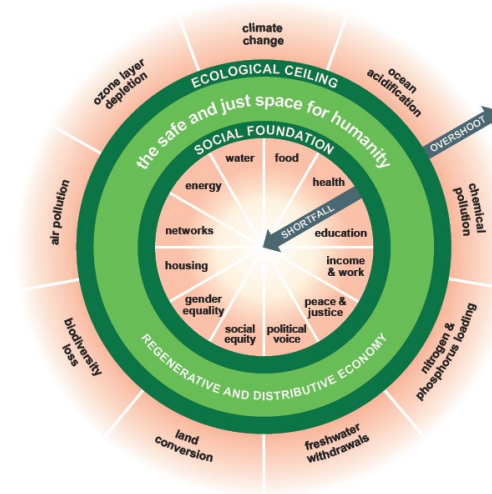 climate
change
ocean
acidification
chemical
pollution
nitrogen &
phosphorus loading
freshwater
withdrawals
land
conversion
biodiversity
loss
air pollution
ozone layer
depletion
ECOLOGICAL CEILING
the safe and just space for humanity
SOCIAL FOUNDATION
OVERSHOOT
SHORTFALL
water
food
health
education
income
& work
peace &
justice
political
voice
social
equity
gender
equality
housing
networks
energy
REGENERATIVE AND DISTRIBUTIVE ECONOMY